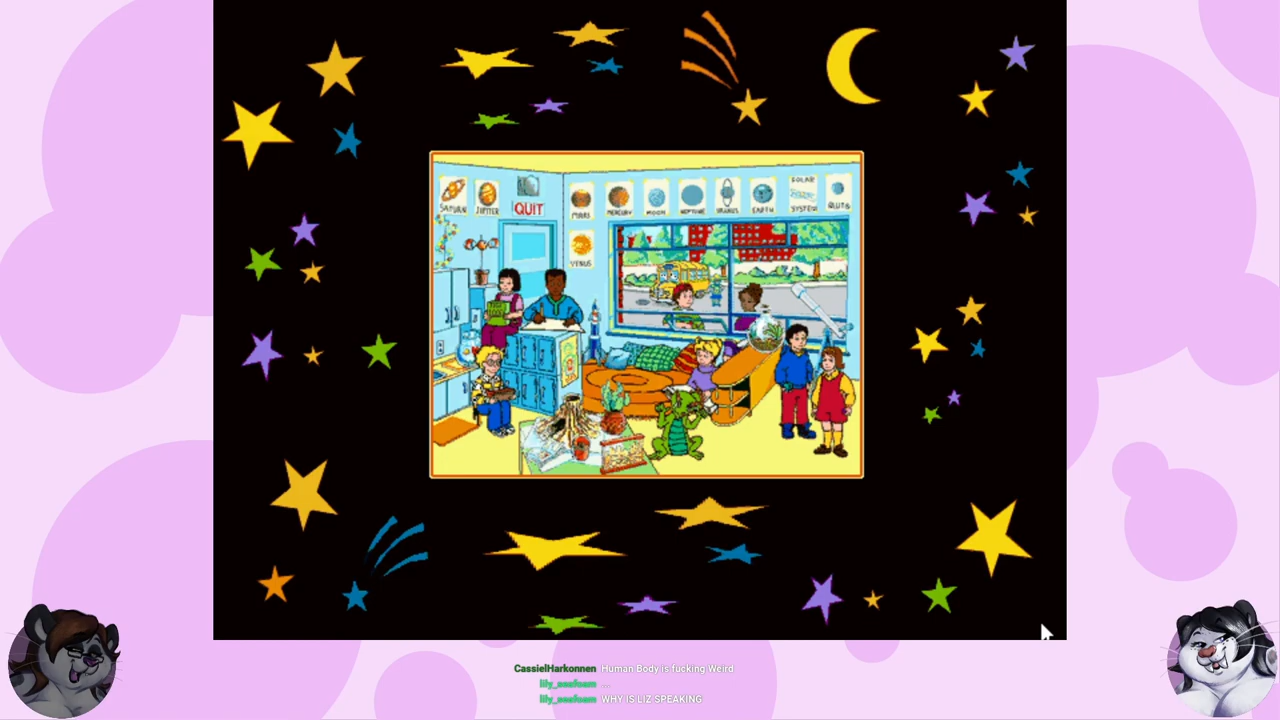 SATURN
JUPITER
QUIT
MARS
MERCURY
MOON
NEPTUNE
URANUS
EARTH
SOLAR
SYSTEM
VENUS
CassielHarkonnen Human Body is fucking Weird
lily_seafoam ...
lily_seafoam WHY IS LIZ SPEAKING